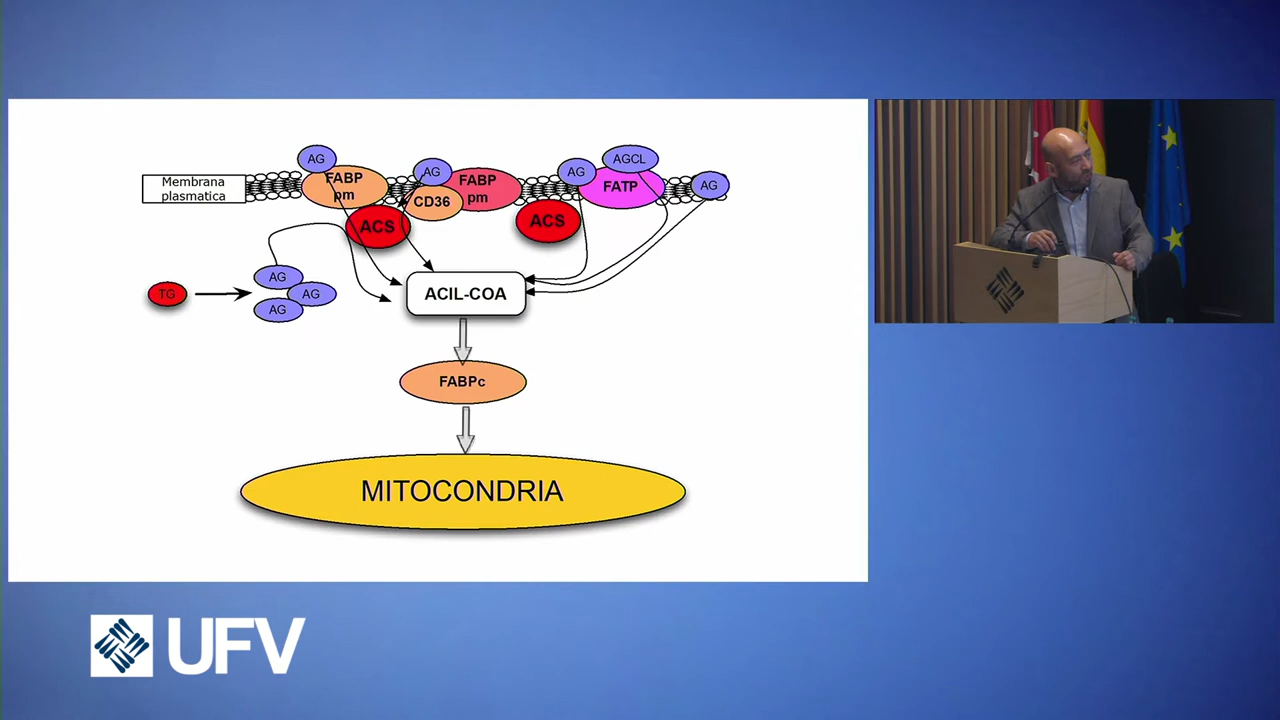 AG
AG
AG
AGCL
AG
Membrana
plasmatica
FABP
pm
CD36
FABP
pm
FATP
ACS
ACS
TG
AG
AG
AG
ACIL-COA
FABPc
MITOCONDRIA
UFV